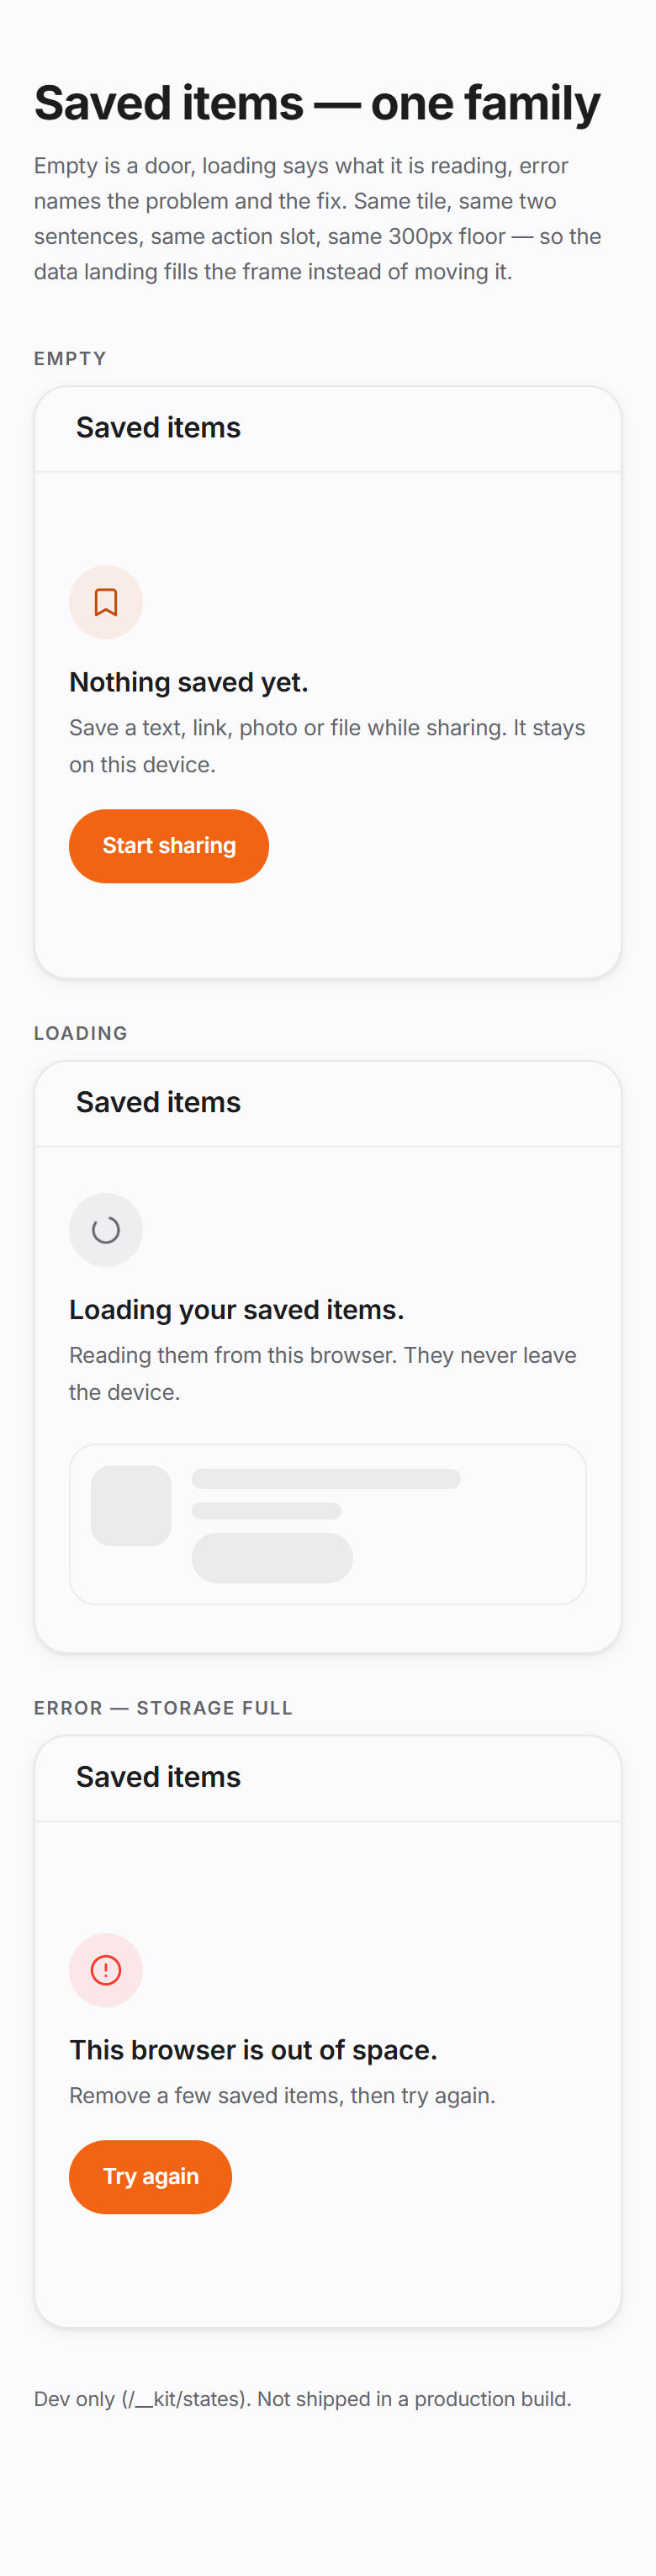 Saved items — one family
Empty is a door, loading says what it is reading, error
names the problem and the fix. Same tile, same two
sentences, same action slot, same 300px floor — so the
data landing fills the frame instead of moving it.
EMPTY
Saved items
Nothing saved yet.
Save a text, link, photo or file while sharing. It stays
on this device.
Start sharing
LOADING
Saved items
Loading your saved items.
Reading them from this browser. They never leave
the device.
ERROR — STORAGE FULL
Saved items
This browser is out of space.
Remove a few saved items, then try again.
Try again
Dev only (/__kit/states). Not shipped in a production build.